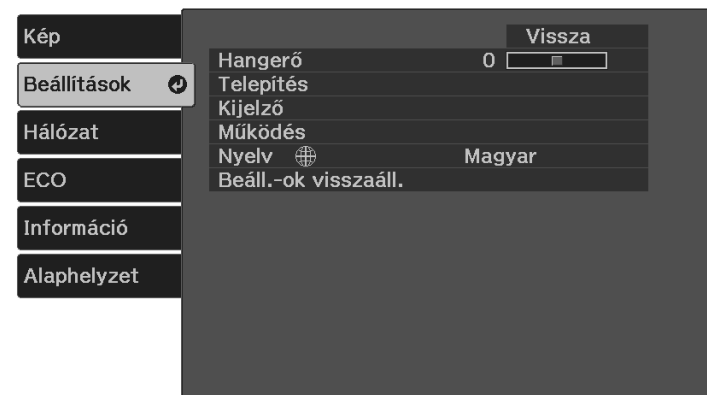 Kép
Beállítások
Hálózat
ECO
Információ
Alaphelyzet
Vissza
Hangerő 0
Telepítés
Kijelző
Működés
Nyelv Magyar
Beáll.-ok visszaáll.